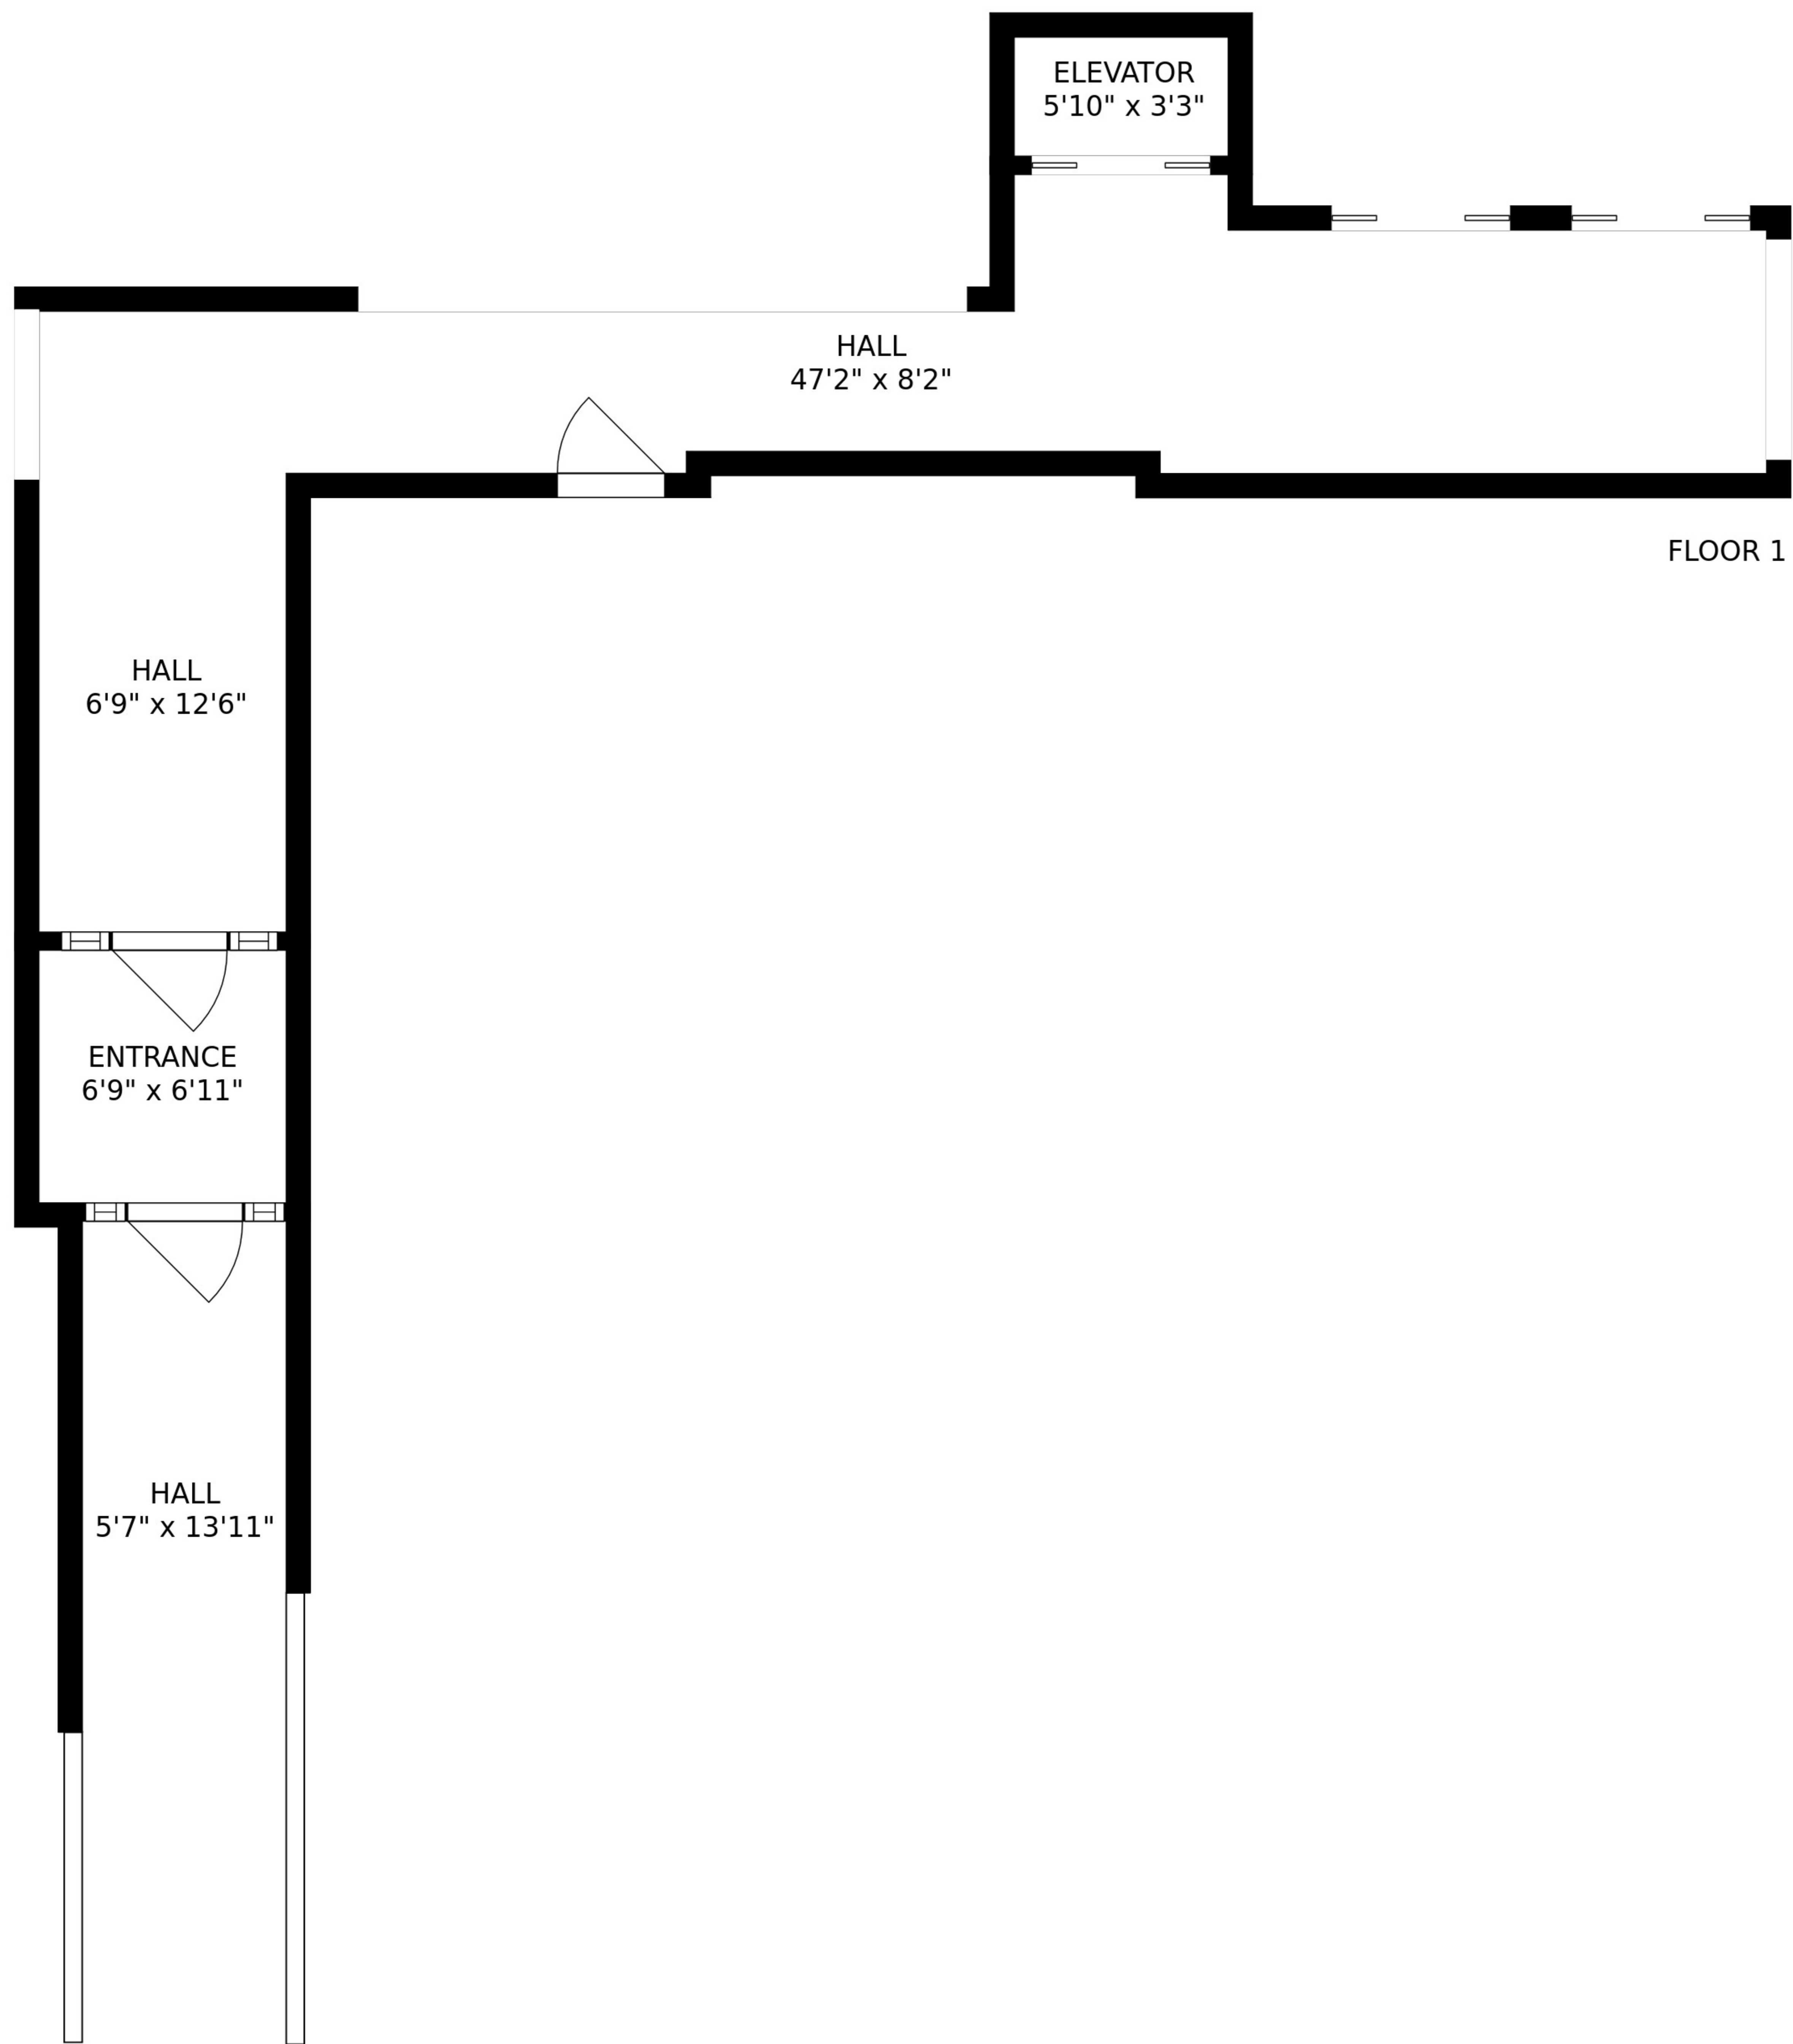 ELEVATOR
5'10" x 3'3"
HALL
47'2" x 8'2"
FLOOR 1
HALL
6'9" x 12'6"
ENTRANCE
6'9" x 6'11"
HALL
5'7" x 13'11"